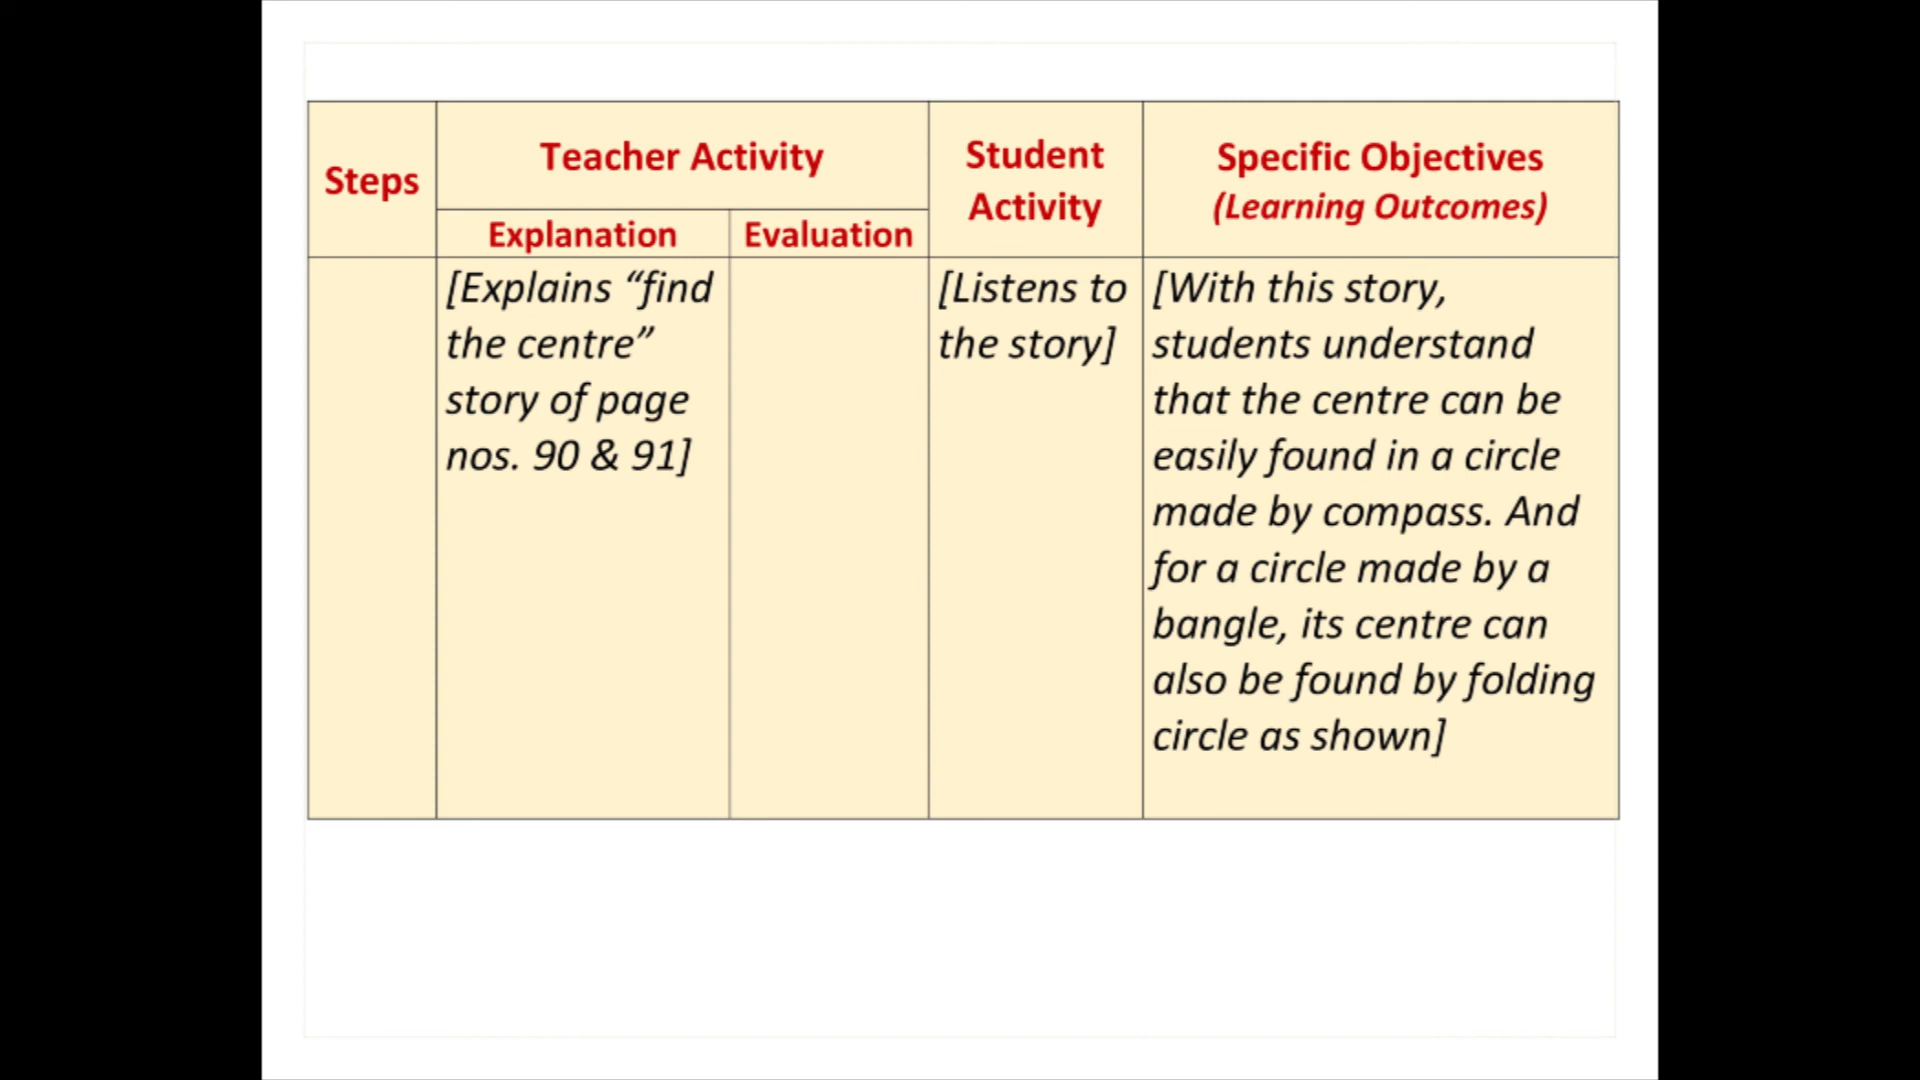 Steps
Teacher Activity
Student
Activity
Specific Objectives
(Learning Outcomes)
Explanation
Evaluation
[Explains “find
the centre”
story of page
nos. 90 & 91]
[Listens to
the story]
[With this story,
students understand
that the centre can be
easily found in a circle
made by compass. And
for a circle made by a
bangle, its centre can
also be found by folding
circle as shown]